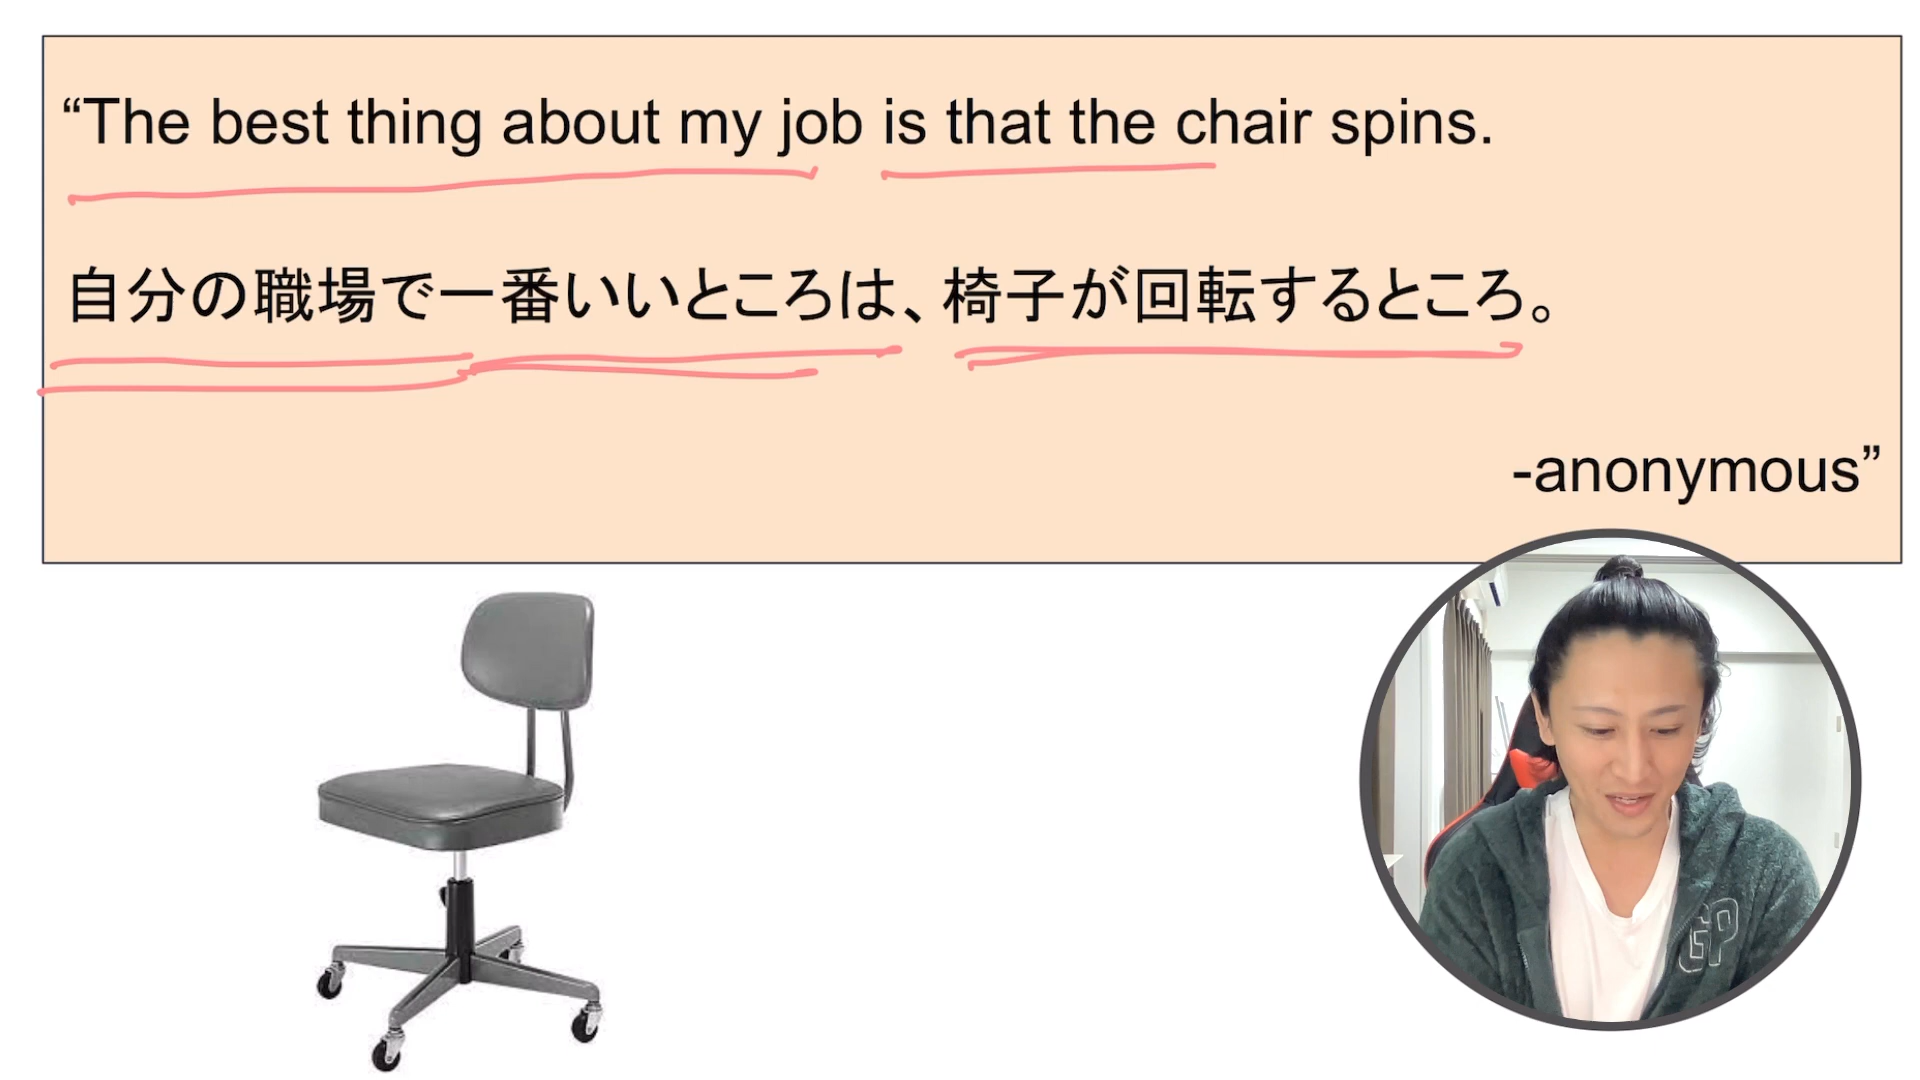 “The best thing about my job is that the chair spins.
自分の職場で一番いいところは、椅子が回転するところ。
-anonymous”
GP